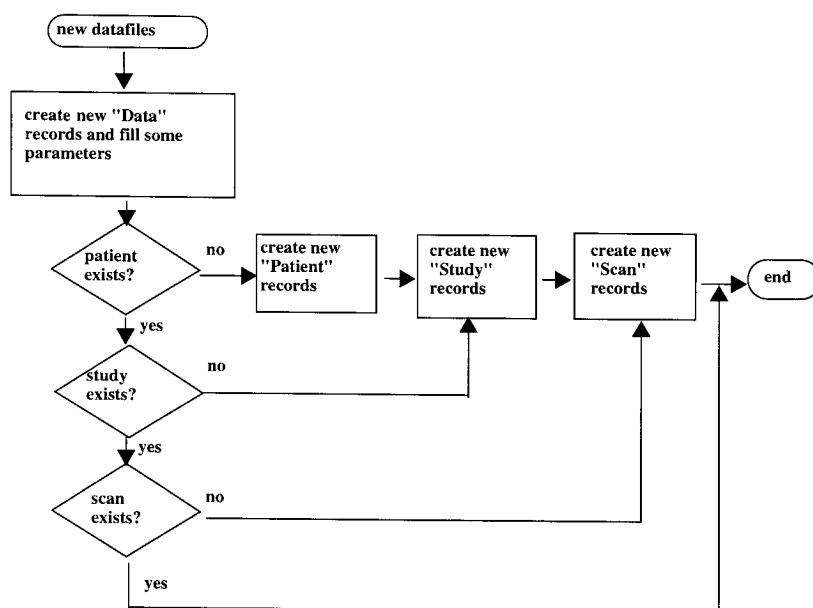 new datafiles
create new "Data"
records and fill some
parameters
patient
exists?
no
create new
"Patient"
records
create new
"Study"
records
create new
"Scan"
records
end
yes
study
exists?
no
yes
scan
exists?
no
yes